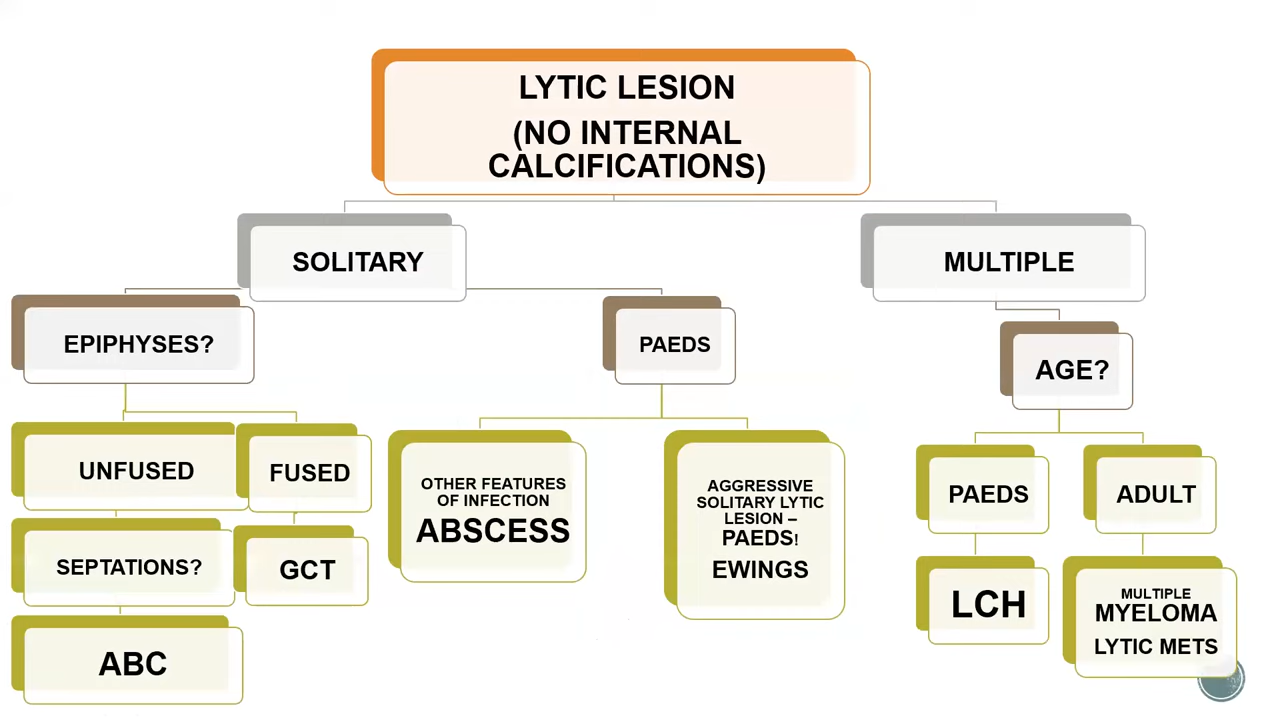 LYTIC LESION
(NO INTERNAL
CALCIFICATIONS)
SOLITARY
MULTIPLE
EPIPHYSES?
PAEDS
AGE?
UNFUSED
FUSED
SEPTATIONS?
GCT
ABC
OTHER FEATURES
OF INFECTION
ABSCESS
AGGRESSIVE
SOLITARY LYTIC
LESION –
PAEDS!
EWINGS
PAEDS
ADULT
LCH
MULTIPLE
MYELOMA
LYTIC METS